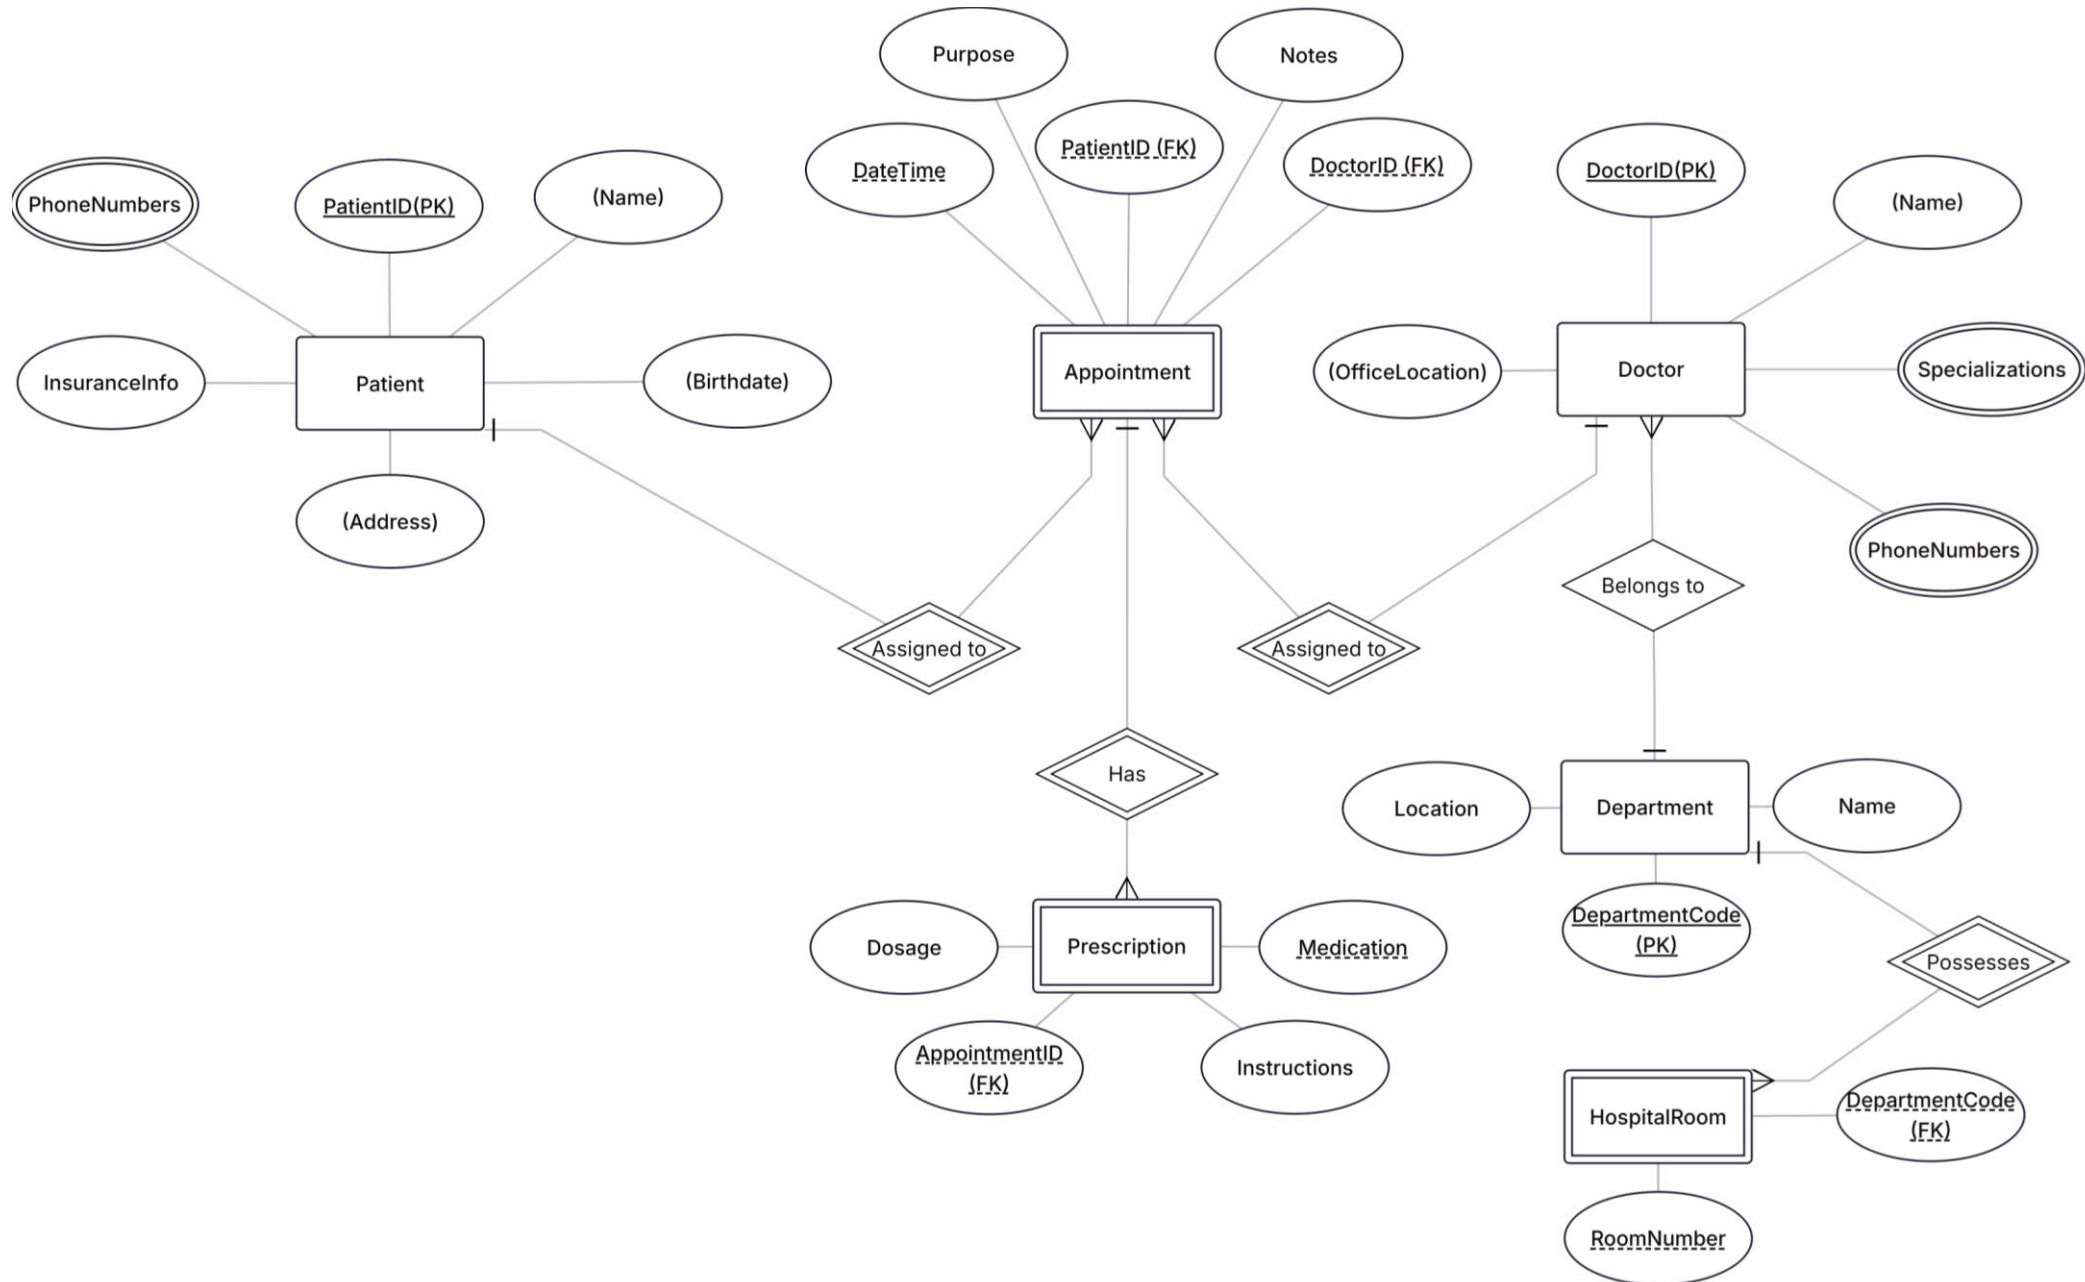 Purpose
Notes
PatientID (FK)
DateTime
DoctorID (FK)
DoctorID(PK)
PhoneNumbers
PatientID(PK)
(Name)
(Name)
InsuranceInfo
Patient
(Birthdate)
Appointment
(OfficeLocation)
Doctor
Specializations
(Address)
PhoneNumbers
Belongs to
Assigned to
Assigned to
Has
Location
Department
Name
DepartmentCode
(PK)
Possesses
Dosage
Prescription
Medication
AppointmentID
(FK)
Instructions
HospitalRoom
DepartmentCode
(FK)
RoomNumber